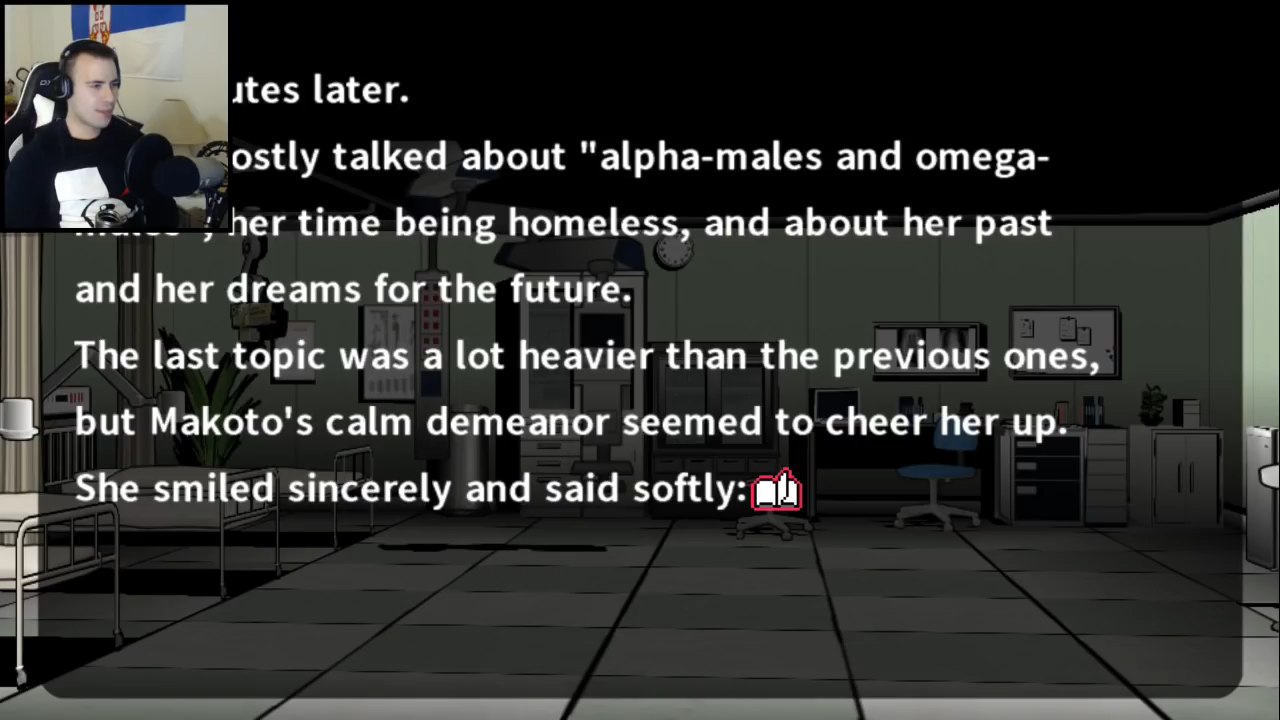 later.
talked about "alpha-males and omega-
her time being homeless, and about her past
and her dreams for the future.
The last topic was a lot heavier than the previous ones,
but Makoto's calm demeanor seemed to cheer her up.
She smiled sincerely and said softly: